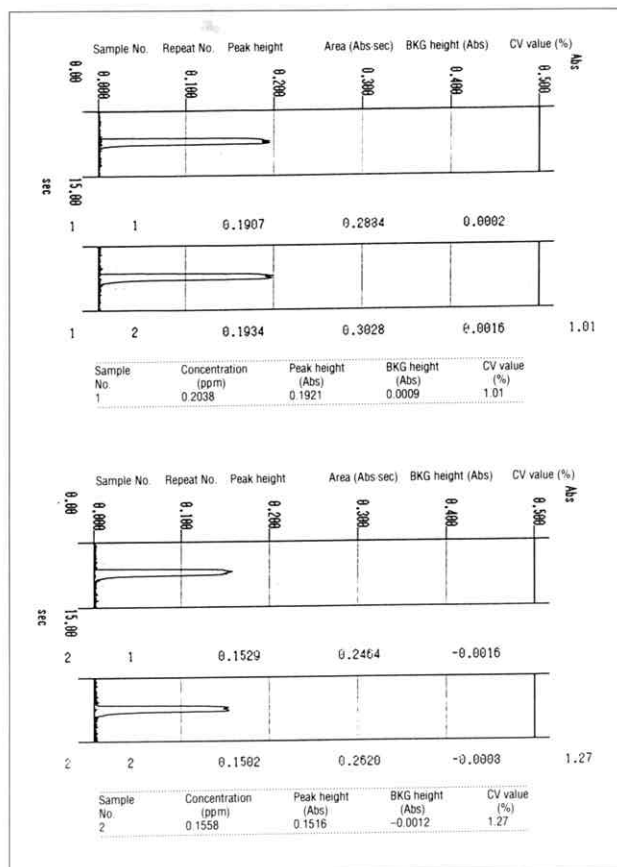 Sample No. Repeat No. Peak height Area (Abs·sec) BKG height (Abs) CV value (%)
Abs
0.00 0.000 0.100 0.200 0.300 0.400 0.500
15.00
sec
1 1 0.1907 0.2834 0.0002
1 2 0.1934 0.3028 0.0016 1.01
Sample No. Concentration (ppm) Peak height (Abs) BKG height (Abs) CV value (%)
1 0.2038 0.1921 0.0009 1.01
Sample No. Repeat No. Peak height Area (Abs·sec) BKG height (Abs) CV value (%)
Abs
0.00 0.000 0.100 0.200 0.300 0.400 0.500
15.00
sec
2 1 0.1529 0.2464 -0.0016
2 2 0.1502 0.2620 -0.0008 1.27
Sample No. Concentration (ppm) Peak height (Abs) BKG height (Abs) CV value (%)
2 0.1558 0.1516 −0.0012 1.27